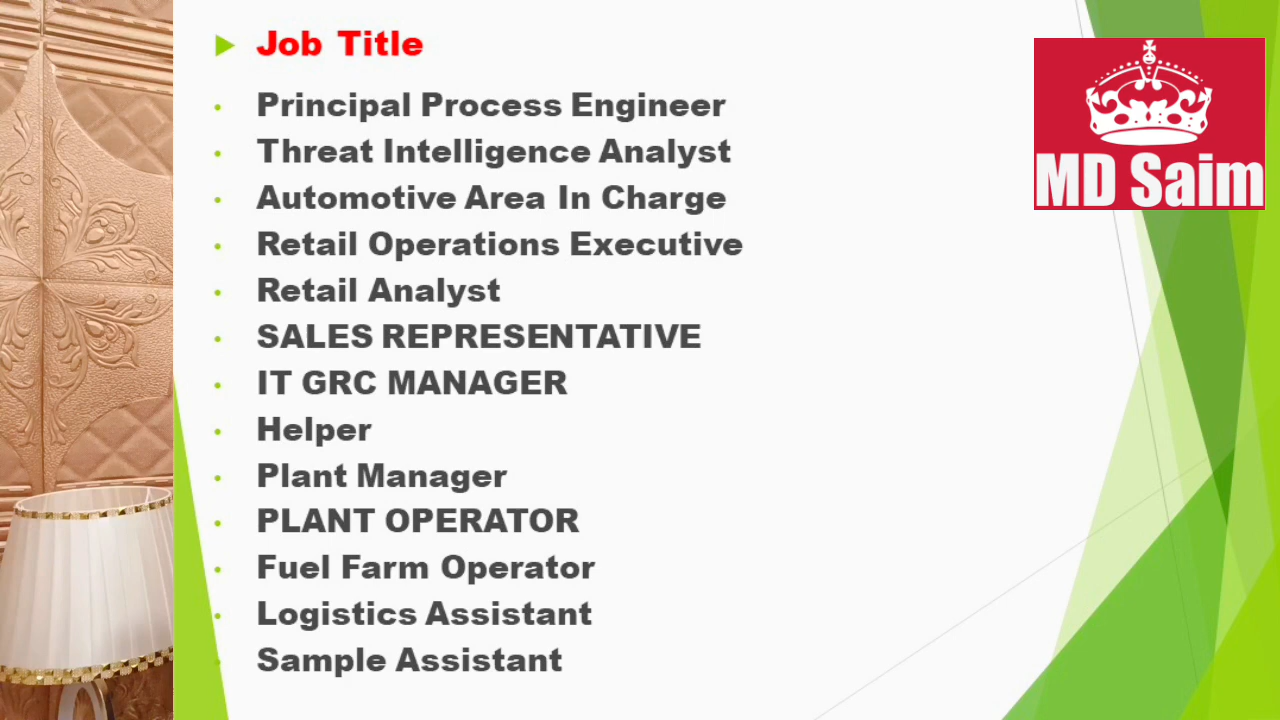 Job Title
Principal Process Engineer
Threat Intelligence Analyst
Automotive Area In Charge
Retail Operations Executive
Retail Analyst
SALES REPRESENTATIVE
IT GRC MANAGER
Helper
Plant Manager
PLANT OPERATOR
Fuel Farm Operator
Logistics Assistant
Sample Assistant
MD Saim